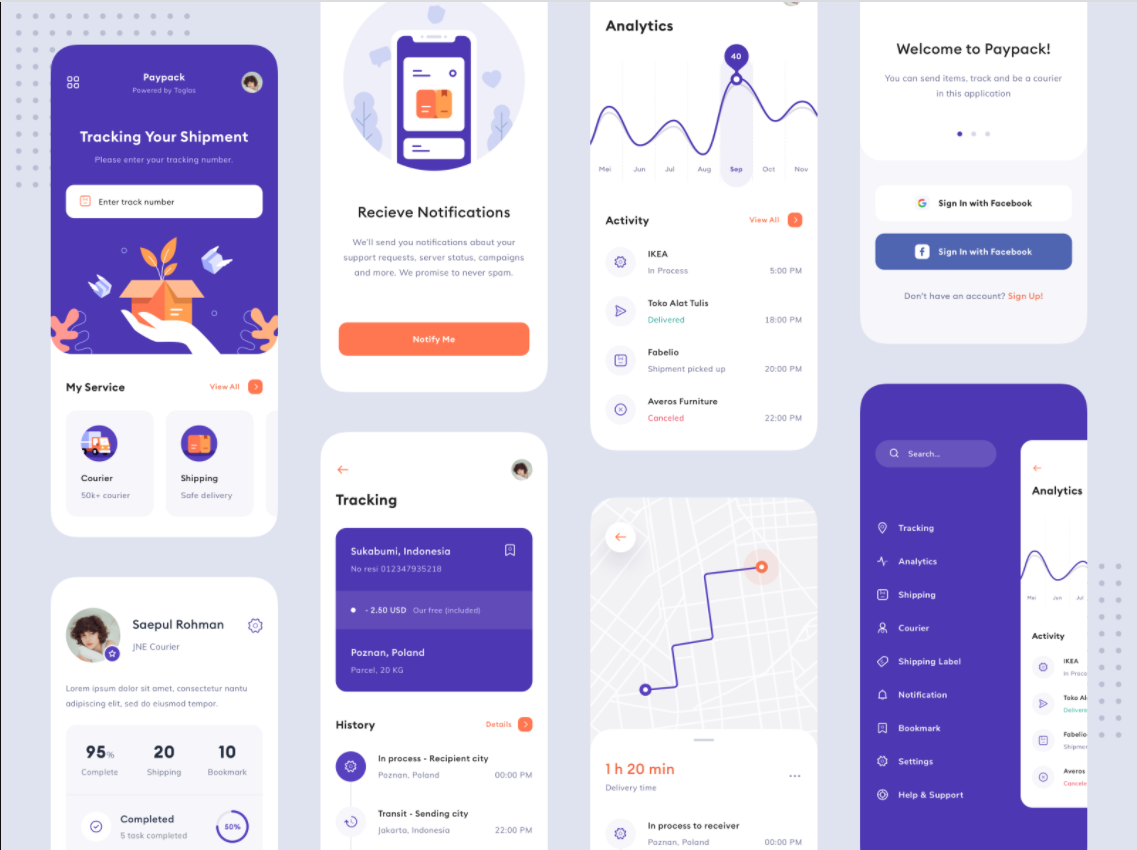 Paypack
Powered by Toglas
Tracking Your Shipment
Please enter your tracking number.
Enter track number
My Service
View All
Courier
50k+ courier
Shipping
Safe delivery
Saepul Rohman
JNE Courier
Lorem ipsum dolor sit amet, consectetur nantu
adipiscing elit, sed do eiusmod tempor.
95%
Complete
20
Shipping
10
Bookmark
Completed
5 task completed
50%
Recieve Notifications
We'll send you notifications about your
support requests, server status, campaigns
and more. We promise to never spam.
Notify Me
Tracking
Sukabumi, Indonesia
No resi 012347935218
- 2.50 USD Our free (included)
Poznan, Poland
Parcel, 20 KG
History
Details
In process - Recipient city
Poznan, Poland
00:00 PM
Transit - Sending city
Jakarta, Indonesia
22:00 PM
Analytics
40
Mei Jun Jul Aug Sep Oct Nov
Activity
View All
IKEA
In Process
5:00 PM
Toko Alat Tulis
Delivered
18:00 PM
Fabelio
Shipment picked up
20:00 PM
Averos Furniture
Canceled
22:00 PM
1 h 20 min
Delivery time
In process to receiver
Poznan, Poland
00:00 PM
Welcome to Paypack!
You can send items, track and be a courier
in this application
Sign In with Facebook
Sign In with Facebook
Don't have an account? Sign Up!
Search...
Tracking
Analytics
Shipping
Courier
Shipping Label
Notification
Bookmark
Settings
Help & Support
Analytics
Mei Jun Jul
Activity
IKEA
In Proce
Toko Al
Delivere
Fabelio
Shipmen
Averos
Cancele